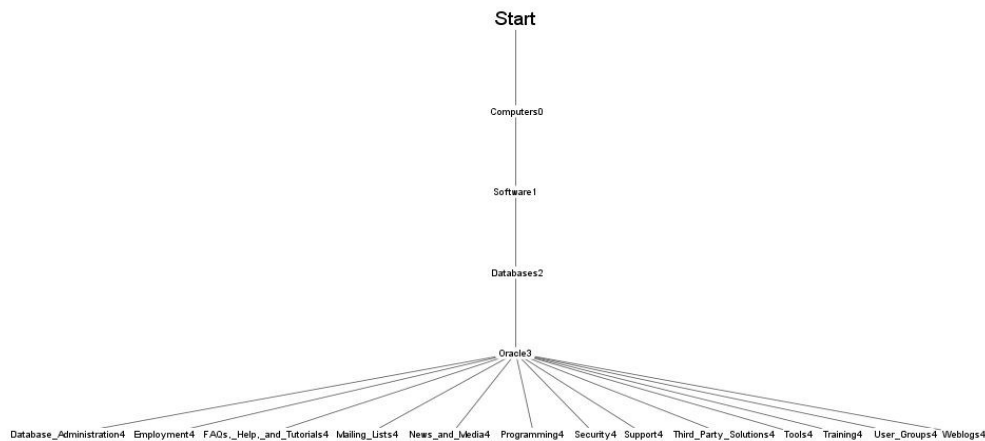 Start
Computers0
Software1
Databases2
Oracle3
Database_Administration4 Employment4 FAQs,_Help,_and_Tutorials4 Mailing_Lists4 News_and_Media4 Programming4 Security4 Support4 Third_Party_Solutions4 Tools4 Training4 User_Groups4 Weblogs4